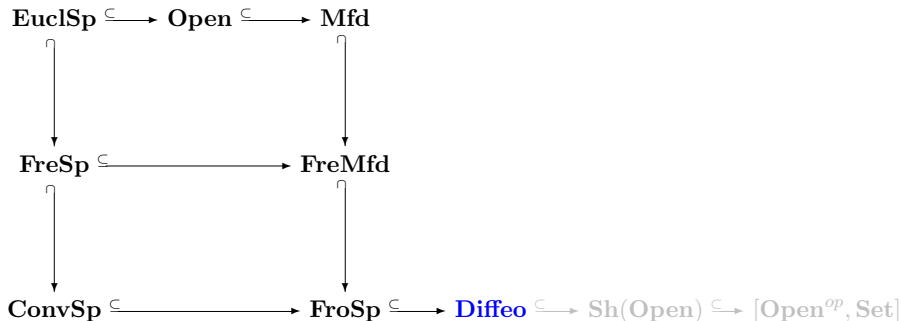 EuclSp Open Mfd
FreSp FreMfd
ConvSp FroSp Diffeo Sh(Open) [Open^{op}, Set]